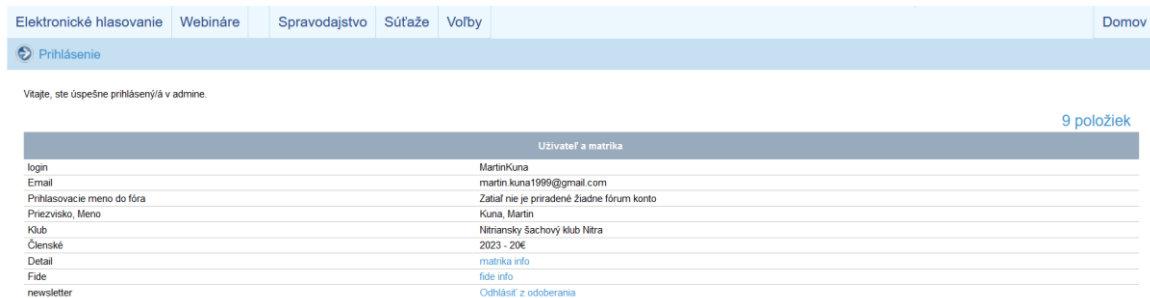 Elektronické hlasovanie Webináre Spravodajstvo Súťaže Voľby Domov
Prihlásenie
Vitajte, ste úspešne prihlásený/á v admine.
9 položiek
Užívateľ a matrika
login MartinKuna
Email martin.kuna1999@gmail.com
Prihlasovacie meno do fóra Zatiaľ nie je priradené žiadne fórum konto
Priezvisko, Meno Kuna, Martin
Klub Nitriansky šachový klub Nitra
Členské 2023 - 20€
Detail matrika info
Fide fide info
newsletter Odhlásiť z odoberania